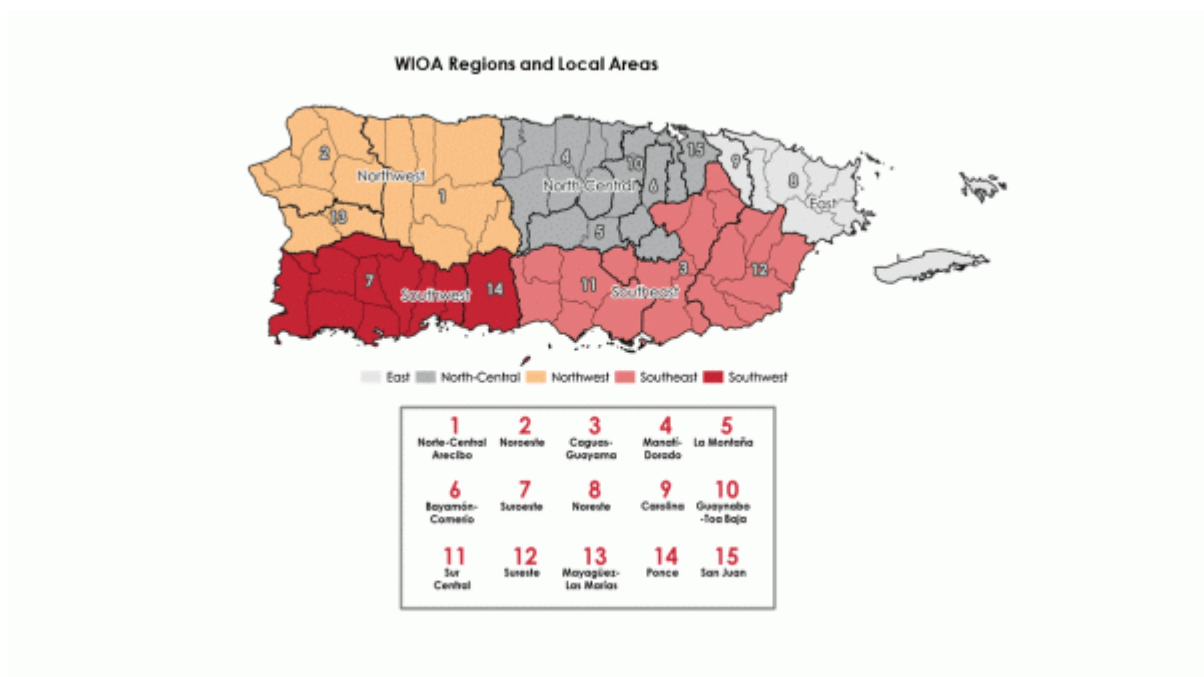 WIOA Regions and Local Areas
2
Northwest
1
13
4
North-Central
10
6
15
5
9
8
East
7
Southwest
14
11
Southeast
3
12
East North-Central Northwest Southeast Southwest
1 2 3 4 5
Norte-Central Noroeste Caguas- Manatí- La Montaña
Arecibo Guayama Dorado
6 7 8 9 10
Bayamón- Suroeste Noreste Carolina Guaynabo
Comerío -Toa Baja
11 12 13 14 15
Sur Sureste Mayagüez- Ponce San Juan
Central Las Marías